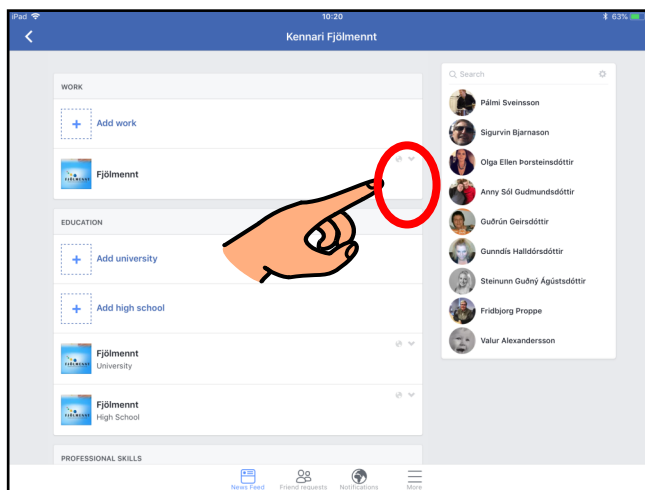 iPad 10:20 63%
Kennari Fjölmennt
WORK
Add work
Fjölmennt
EDUCATION
Add university
Add high school
Fjölmennt
University
Fjölmennt
High School
PROFESSIONAL SKILLS
Search
Pálmi Sveinsson
Sigurvin Bjarnason
Olga Ellen Þorsteinsdóttir
Anny Sól Gudmundsdóttir
Guðrún Geirsdóttir
Gunndís Halldórsdóttir
Steinunn Guðný Ágústsdóttir
Fridbjorg Proppe
Valur Alexandersson
News Feed Friend requests Notifications More